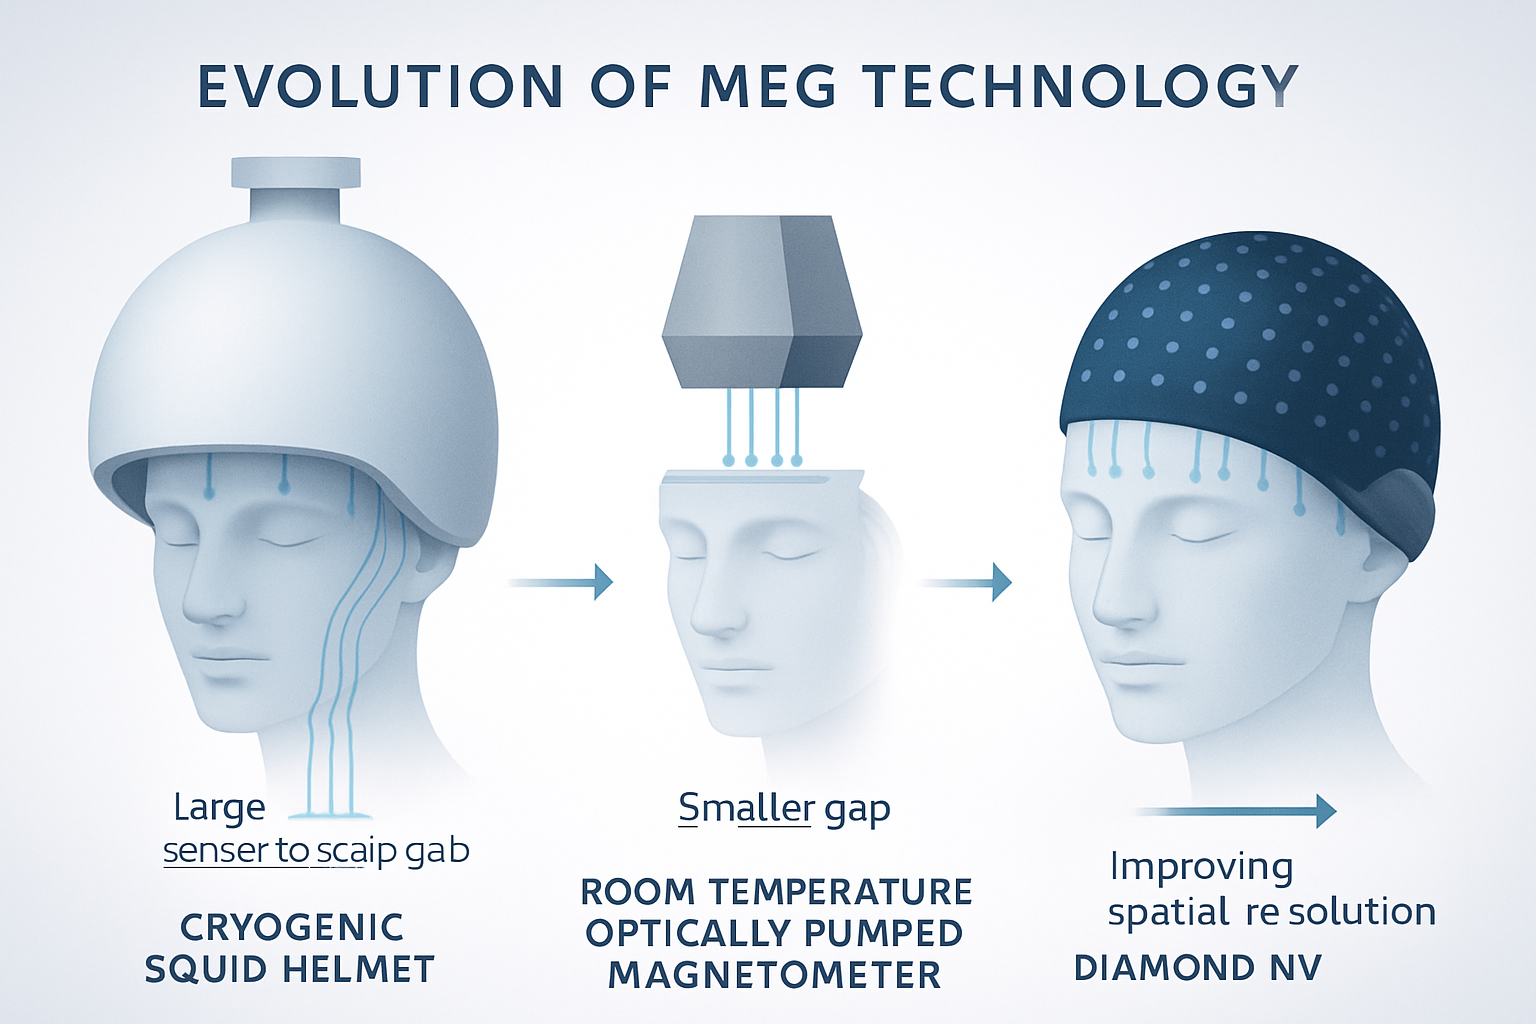 EVOLUTION OF MEG TECHNOLOGY
Large
senser to scaip gab
CRYOGENIC
SQUID HELMET
Smaller gap
ROOM TEMPERATURE
OPTICALLY PUMPED
MAGNETOMETER
Improving
spatial re solution
DIAMOND NV